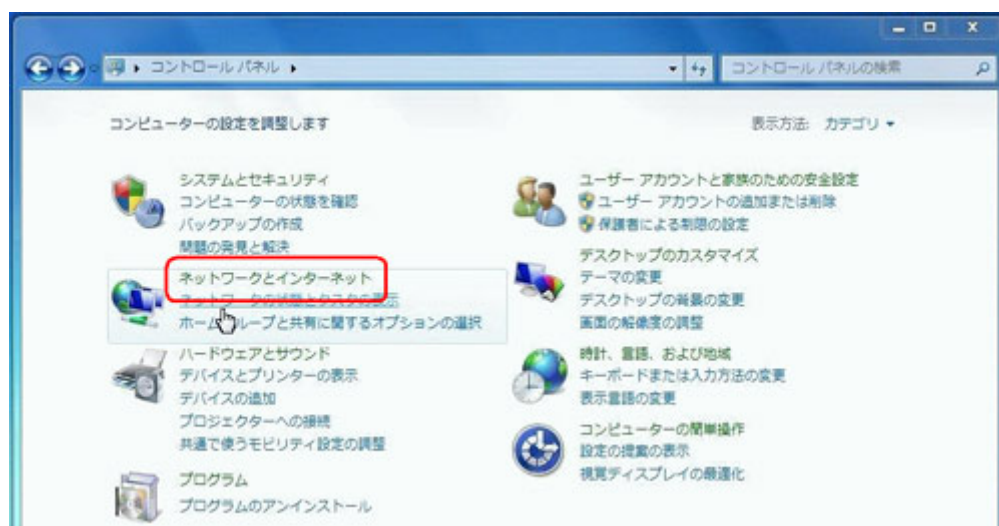 コントロール パネル
コントロール パネルの検索
コンピューターの設定を調整します
表示方法: カテゴリ
システムとセキュリティ
コンピューターの状態を確認
バックアップの作成
問題の発見と解決
ネットワークとインターネット
ネットワークの状態とタスクの表示
ホームグループと共有に関するオプションの選択
ハードウェアとサウンド
デバイスとプリンターの表示
デバイスの追加
プロジェクターへの接続
共通で使うモビリティ設定の調整
プログラム
プログラムのアンインストール
ユーザー アカウントと家族のための安全設定
ユーザー アカウントの追加または削除
保護者による制限の設定
デスクトップのカスタマイズ
テーマの変更
デスクトップの背景の変更
画面の解像度の調整
時計、言語、および地域
キーボードまたは入力方法の変更
表示言語の変更
コンピューターの簡単操作
設定の提案の表示
視覚ディスプレイの最適化